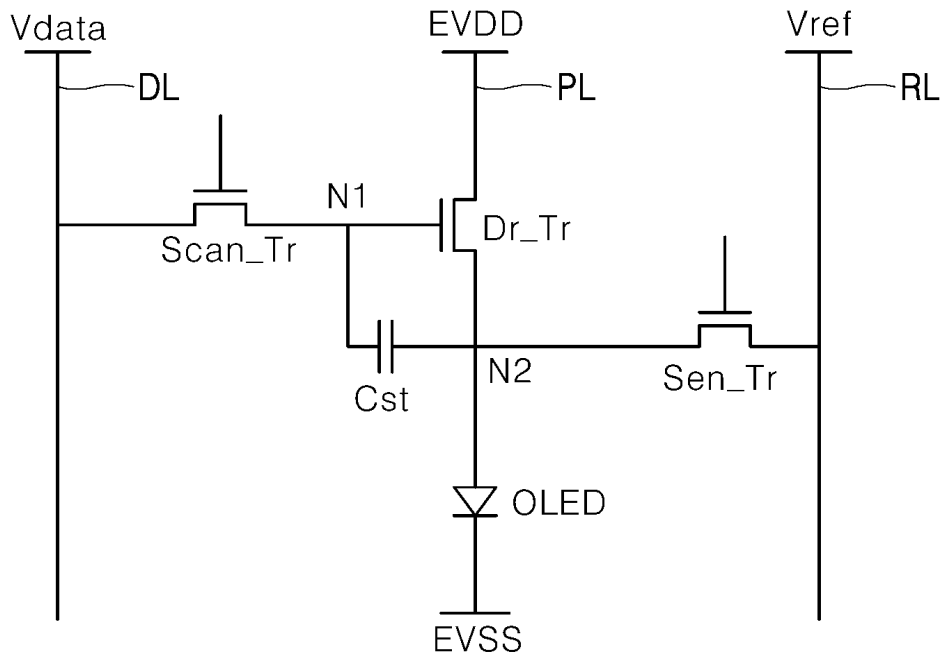 Vdata
EVDD
Vref
DL
PL
RL
N1
Dr_Tr
Scan_Tr
N2
Sen_Tr
Cst
OLED
EVSS